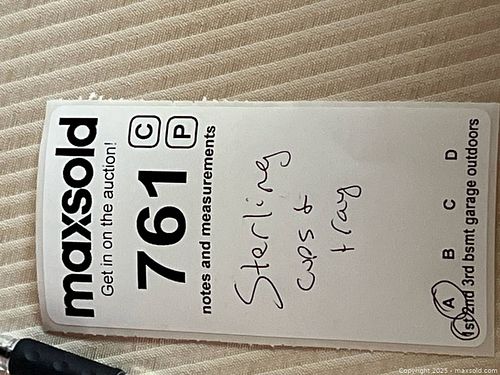 maxsold
Get in on the auction!
761 C P
notes and measurements
Sterling
cups &
tray
A B C D
1st 2nd 3rd bsmt garage outdoors
Copyright 2025 - maxsold.com